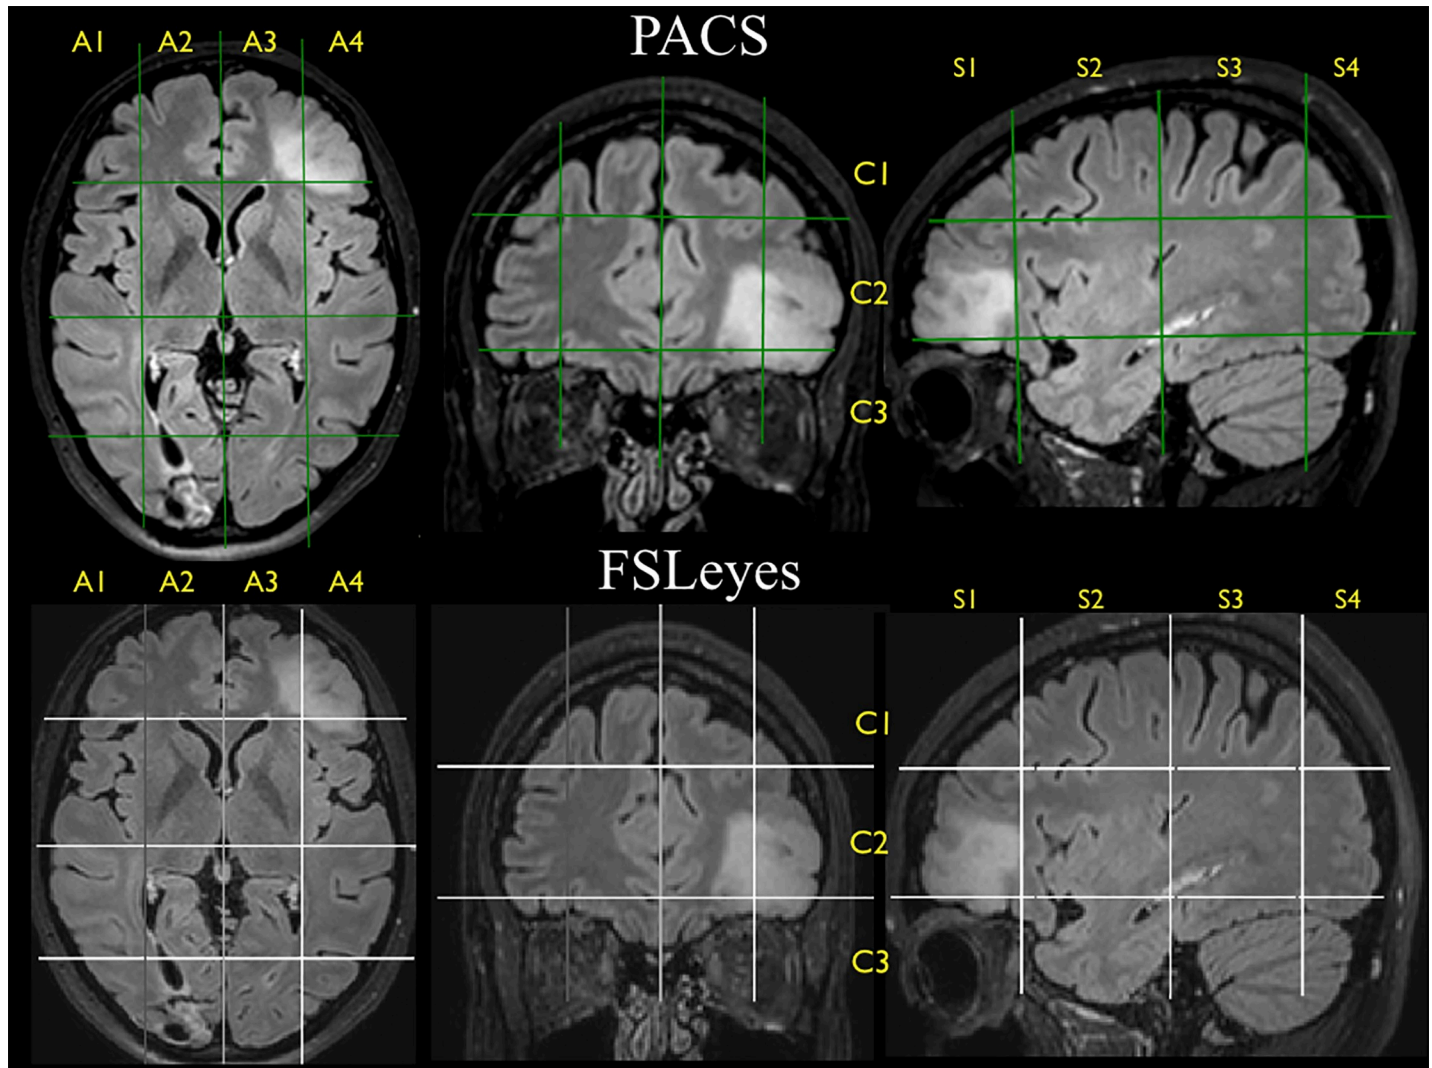 PACS
A1 A2 A3 A4
S1 S2 S3 S4
C1
C2
C3
FSLeyes
A1 A2 A3 A4
S1 S2 S3 S4
C1
C2
C3